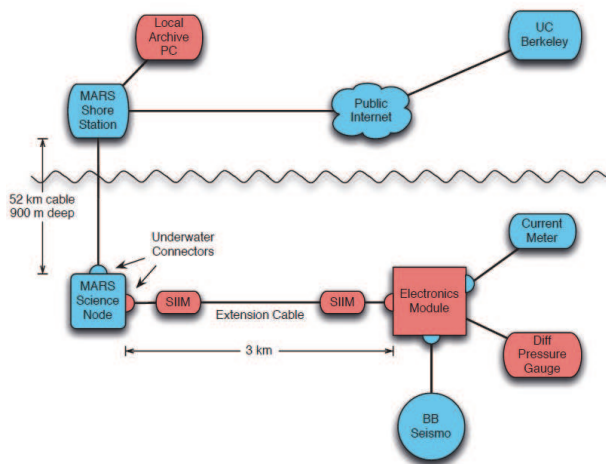 Local
Archive
PC
UC
Berkeley
MARS
Shore
Station
Public
Internet
52 km cable
900 m deep
Underwater
Connectors
Current
Meter
MARS
Science
Node
SIIM
Extension Cable
SIIM
Electronics
Module
3 km
Diff
Pressure
Gauge
BB
Seismo